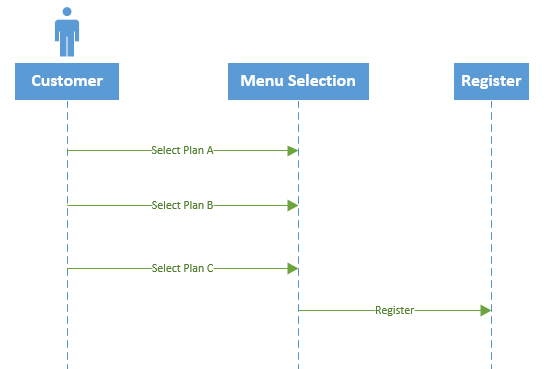 Customer
Menu Selection
Register
Select Plan A
Select Plan B
Select Plan C
Register